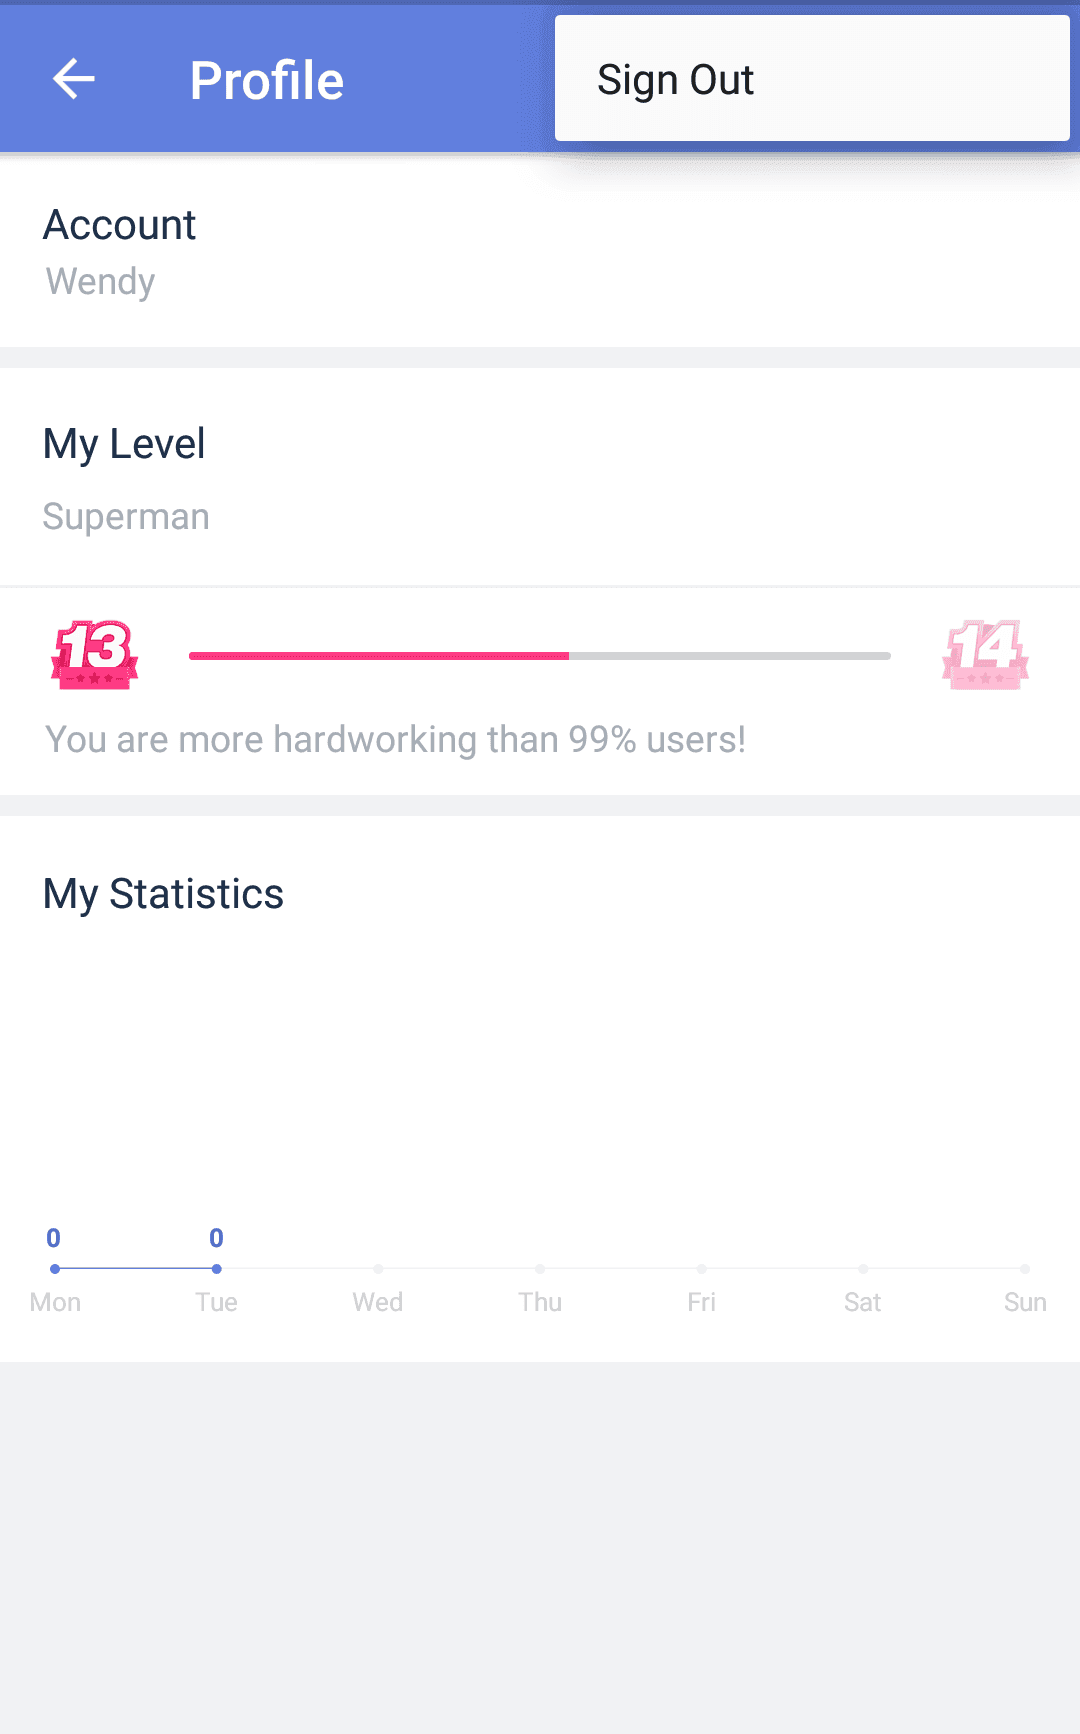 Profile
Sign Out
Account
Wendy
My Level
Superman
13
14
You are more hardworking than 99% users!
My Statistics
0 0
Mon Tue Wed Thu Fri Sat Sun